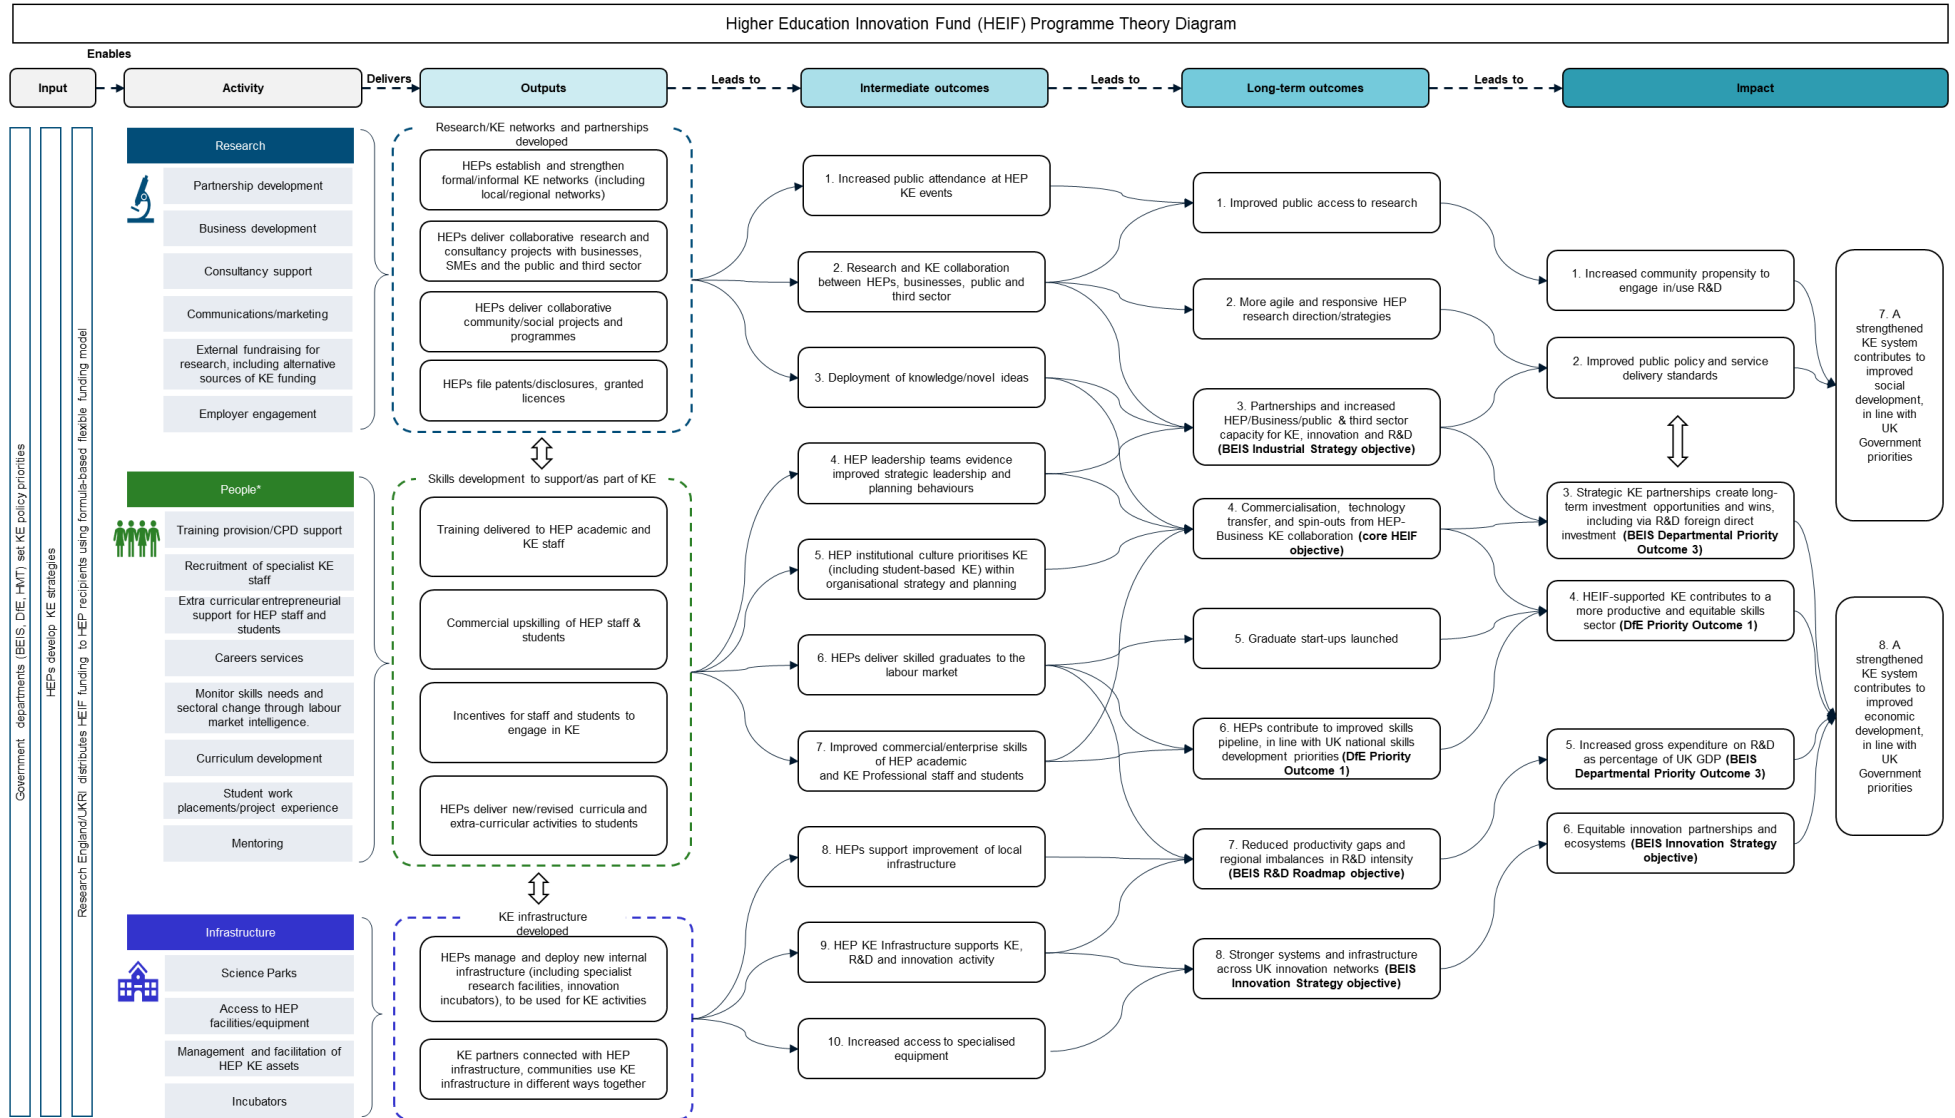 Higher Education Innovation Fund (HEIF) Programme Theory Diagram
Enables
Delivers
Leads to
Leads to
Leads to
Input
Activity
Outputs
Intermediate outcomes
Long-term outcomes
Impact
Government departments (BEIS, DfE, HMT) set KE policy priorities
HEPs develop KE strategies
Research England/UKRI distributes HEIF funding to HEP recipients using formula-based flexible funding model
Research
Partnership development
Business development
Consultancy support
Communications/marketing
External fundraising for
research, including alternative
sources of KE funding
Employer engagement
People*
Training provision/CPD support
Recruitment of specialist KE
staff
Extra curricular entrepreneurial
support for HEP staff and
students
Careers services
Monitor skills needs and
sectoral change through labour
market intelligence.
Curriculum development
Student work
placements/project experience
Mentoring
Infrastructure
Science Parks
Access to HEP
facilities/equipment
Management and facilitation of
HEP KE assets
Incubators
Research/KE networks and partnerships
developed
HEPs establish and strengthen
formal/informal KE networks (including
local/regional networks)
HEPs deliver collaborative research and
consultancy projects with businesses,
SMEs and the public and third sector
HEPs deliver collaborative
community/social projects and
programmes
HEPs file patents/disclosures, granted
licences
Skills development to support/as part of KE
Training delivered to HEP academic and
KE staff
Commercial upskilling of HEP staff &
students
Incentives for staff and students to
engage in KE
HEPs deliver new/revised curricula and
extra-curricular activities to students
KE infrastructure
developed
HEPs manage and deploy new internal
infrastructure (including specialist
research facilities, innovation
incubators), to be used for KE activities
KE partners connected with HEP
infrastructure, communities use KE
infrastructure in different ways together
1. Increased public attendance at HEP
KE events
2. Research and KE collaboration
between HEPs, businesses, public and
third sector
3. Deployment of knowledge/novel ideas
4. HEP leadership teams evidence
improved strategic leadership and
planning behaviours
5. HEP institutional culture prioritises KE
(including student-based KE) within
organisational strategy and planning
6. HEPs deliver skilled graduates to the
labour market
7. Improved commercial/enterprise skills
of HEP academic
and KE Professional staff and students
8. HEPs support improvement of local
infrastructure
9. HEP KE Infrastructure supports KE,
R&D and innovation activity
10. Increased access to specialised
equipment
1. Improved public access to research
2. More agile and responsive HEP
research direction/strategies
3. Partnerships and increased
HEP/Business/public & third sector
capacity for KE, innovation and R&D
(BEIS Industrial Strategy objective)
4. Commercialisation, technology
transfer, and spin-outs from HEP-
Business KE collaboration (core HEIF
objective)
5. Graduate start-ups launched
6. HEPs contribute to improved skills
pipeline, in line with UK national skills
development priorities (DfE Priority
Outcome 1)
7. Reduced productivity gaps and
regional imbalances in R&D intensity
(BEIS R&D Roadmap objective)
8. Stronger systems and infrastructure
across UK innovation networks (BEIS
Innovation Strategy objective)
1. Increased community propensity to
engage in/use R&D
2. Improved public policy and service
delivery standards
3. Strategic KE partnerships create long-
term investment opportunities and wins,
including via R&D foreign direct
investment (BEIS Departmental Priority
Outcome 3)
4. HEIF-supported KE contributes to a
more productive and equitable skills
sector (DfE Priority Outcome 1)
5. Increased gross expenditure on R&D
as percentage of UK GDP (BEIS
Departmental Priority Outcome 3)
6. Equitable innovation partnerships and
ecosystems (BEIS Innovation Strategy
objective)
7. A
strengthened
KE system
contributes to
improved
social
development,
in line with
UK
Government
priorities
8. A
strengthened
KE system
contributes to
improved
economic
development,
in line with
UK
Government
priorities